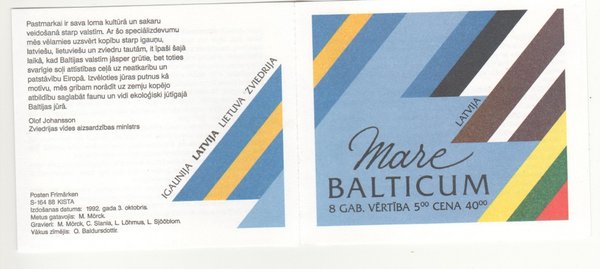 Pastmarkai ir sava loma kultūrā un sakaru
veidošanā starp valstīm. Ar šo speciālizdevumu
mēs vēlamies uzsvērt kopību starp igauņu,
latviešu, lietuviešu un zviedru tautām, it īpaši šajā
laikā, kad Baltijas valstīm jāsper grūtie, bet toties
svarīgie soļi attīstības ceļā uz neatkarību un
patstāvību Eiropā. Izvēloties jūras putnus kā
motīvu, mēs gribam norādīt uz zemju kopējo
atbildību saglabāt faunu un vidi ekoloģiski jūtīgajā
Baltijas jūrā.
Olof Johansson
Zviedrijas vides aizsardzības ministrs
IGAUNIJA LATVIJA LIETUVA ZVIEDRIJA
Posten Frimärken
S-164 88 KISTA
Izdošanas datums: 1992. gada 3. oktobris.
Metus gatavojis: M. Mörck.
Gravieri: M. Mörck, C. Slania, L. Lõhmus, L. Sjööblom.
Vākus zīmējis: O. Baldursdottir.
LATVIJA
Mare
BALTICUM
8 GAB. VĒRTĪBA 5.00 CENA 40.00